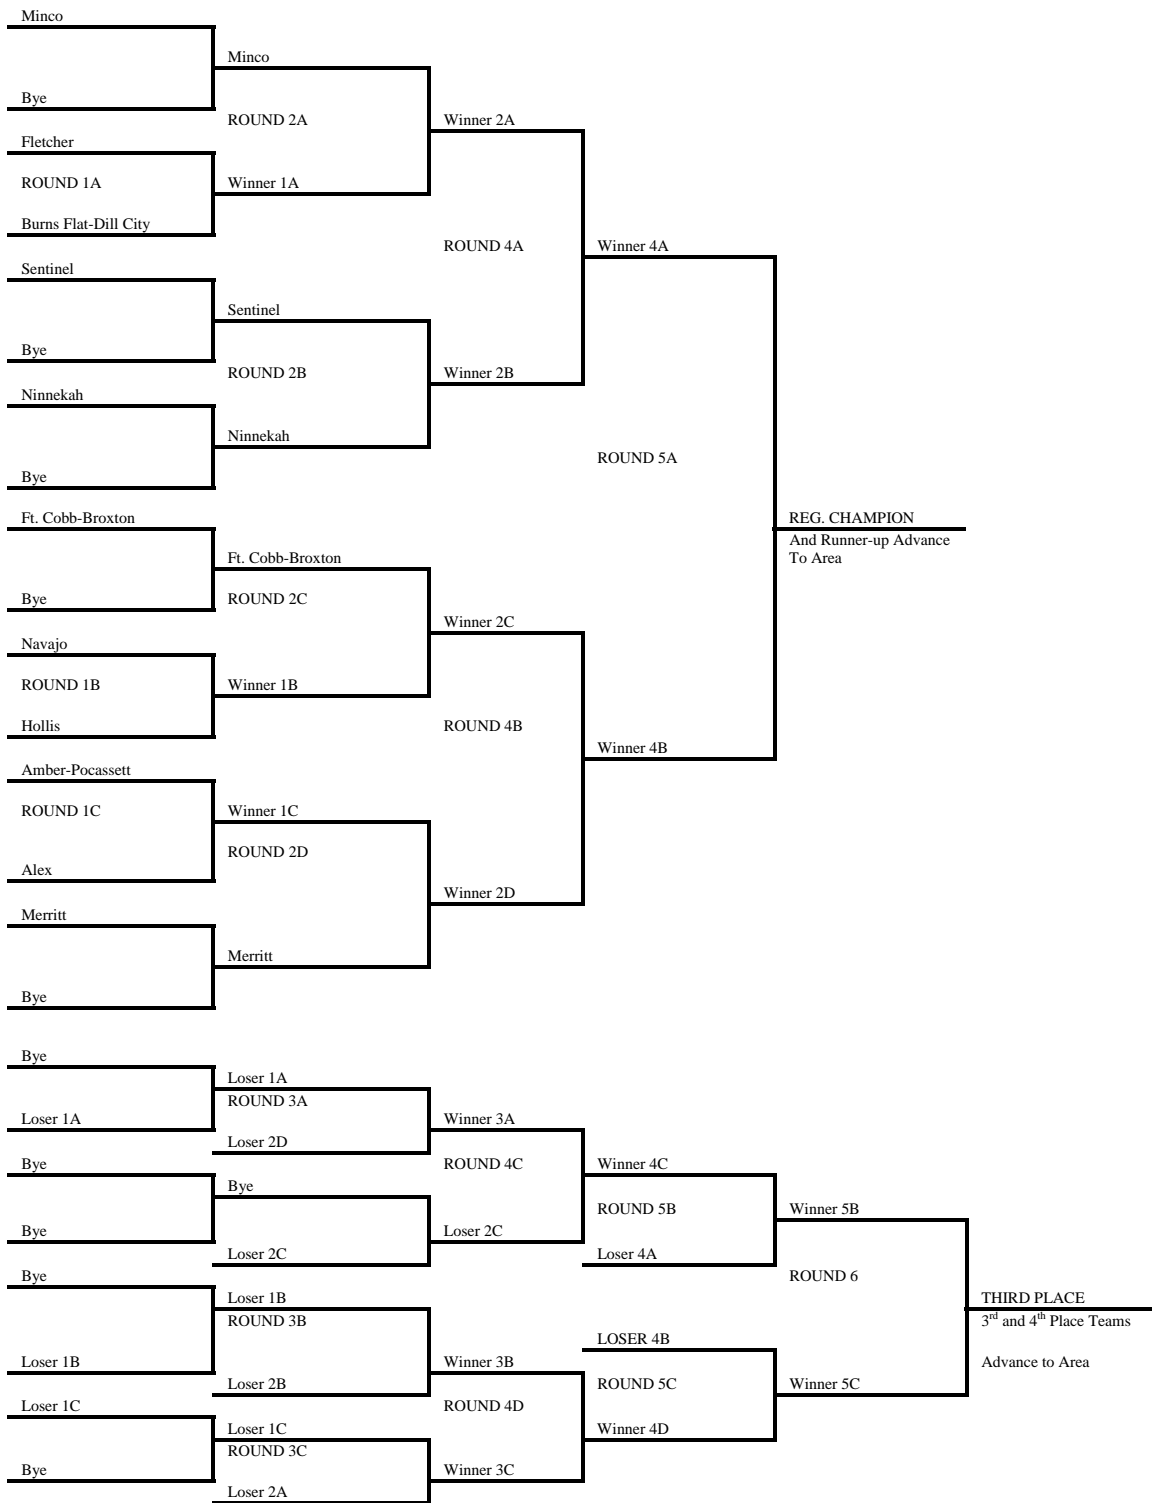 Minco
Minco
Bye
ROUND 2A
Winner 2A
Fletcher
ROUND 1A
Winner 1A
Burns Flat-Dill City
ROUND 4A
Winner 4A
Sentinel
Sentinel
Bye
ROUND 2B
Winner 2B
Ninnekah
Ninnekah
ROUND 5A
Bye
Ft. Cobb-Broxton
REG. CHAMPION
And Runner-up Advance
To Area
Ft. Cobb-Broxton
Bye
ROUND 2C
Winner 2C
Navajo
ROUND 1B
Winner 1B
Hollis
ROUND 4B
Winner 4B
Amber-Pocassett
ROUND 1C
Winner 1C
ROUND 2D
Alex
Winner 2D
Merritt
Merritt
Bye
Bye
Loser 1A
ROUND 3A
Loser 1A
Winner 3A
Loser 2D
Bye
ROUND 4C
Winner 4C
Bye
ROUND 5B
Winner 5B
Bye
Loser 2C
Loser 2C
Loser 4A
Bye
ROUND 6
Loser 1B
THIRD PLACE
ROUND 3B
3rd and 4th Place Teams
LOSER 4B
Loser 1B
Winner 3B
Advance to Area
Loser 2B
ROUND 5C
Winner 5C
Loser 1C
ROUND 4D
Loser 1C
Winner 4D
ROUND 3C
Bye
Winner 3C
Loser 2A